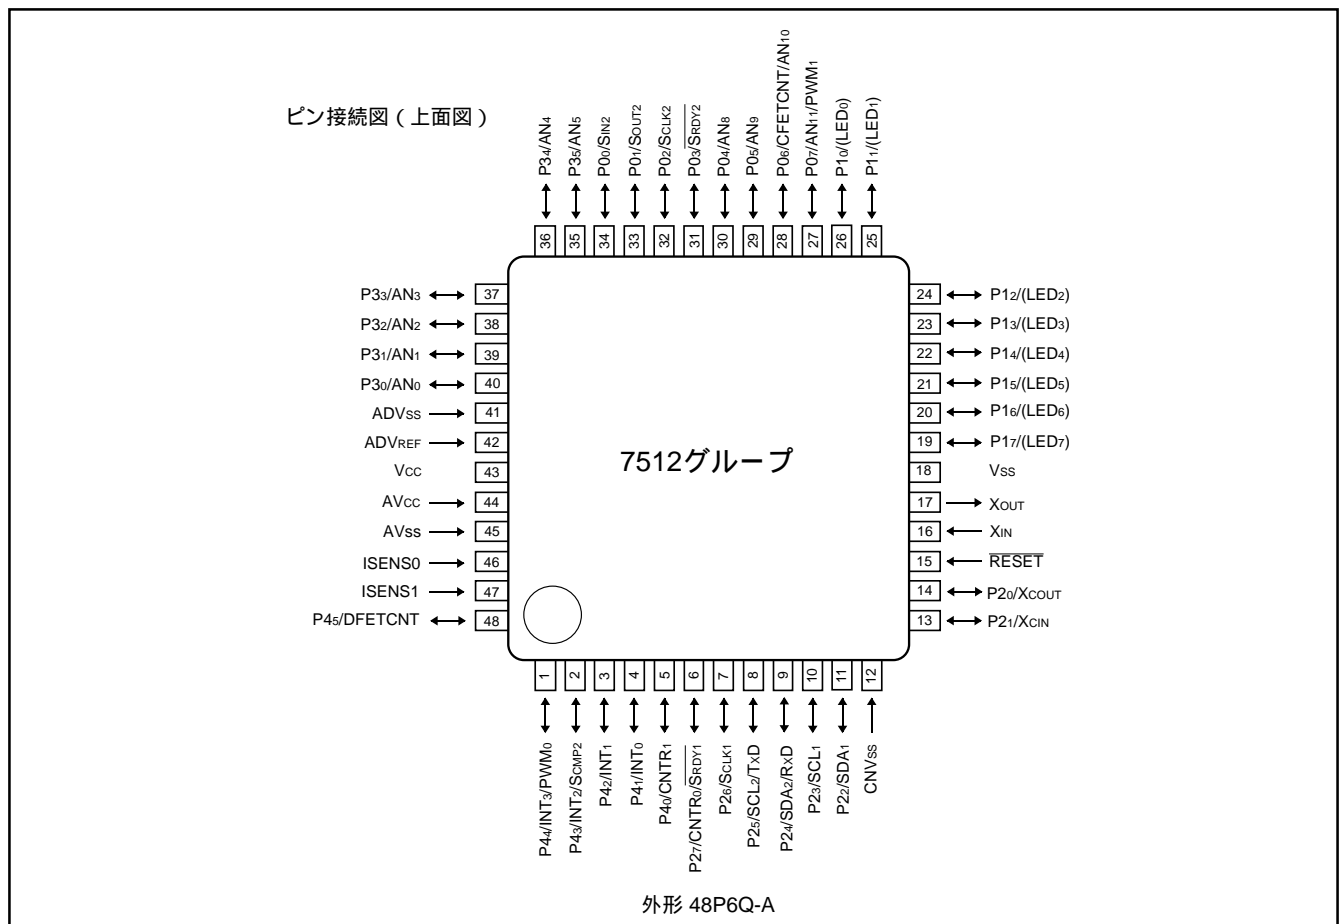 ピン接続図 ( 上面図 )
P34/AN4
P35/AN5
P00/SIN2
P01/SOUT2
P02/SCLK2
P03/SRDY2
P04/AN8
P05/AN9
P06/CFETCNT/AN10
P07/AN11/PWM1
P10/(LED0)
P11/(LED1)
36
35
34
33
32
31
30
29
28
27
26
25
P33/AN3 37
P32/AN2 38
P31/AN1 39
P30/AN0 40
ADVSS 41
ADVREF 42
VCC 43
AVCC 44
AVSS 45
ISENS0 46
ISENS1 47
P45/DFETCNT 48
7512グループ
24 P12/(LED2)
23 P13/(LED3)
22 P14/(LED4)
21 P15/(LED5)
20 P16/(LED6)
19 P17/(LED7)
18 VSS
17 XOUT
16 XIN
15 RESET
14 P20/XCOUT
13 P21/XCIN
1
2
3
4
5
6
7
8
9
10
11
12
P44/INT3/PWM0
P43/INT2/SCMP2
P42/INT1
P41/INT0
P40/CNTR1
P27/CNTR0/SRDY1
P26/SCLK1
P25/SCL2/TxD
P24/SDA2/RxD
P23/SCL1
P22/SDA1
CNVSS
外形 48P6Q-A